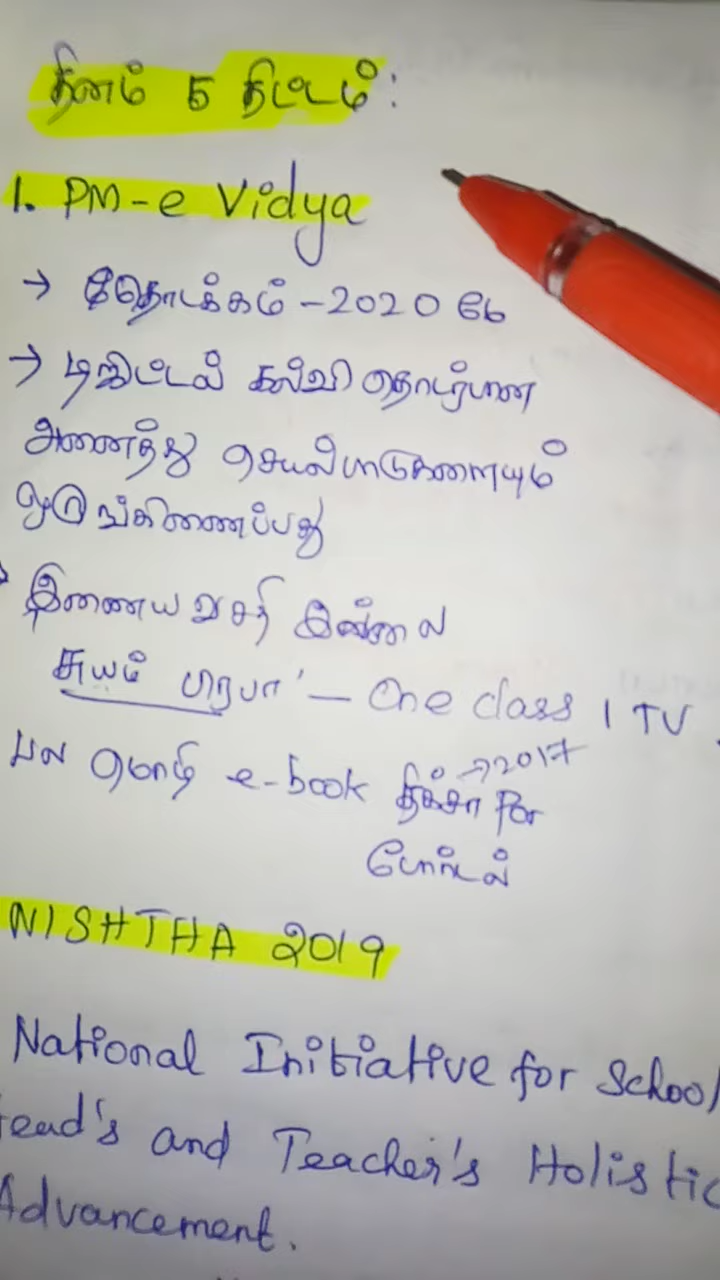 தினம் 5 திட்டம்:
1. PM-e Vidya
→ தொடக்கம் - 2020 மே
→ டிஜிட்டல் கல்வி தொடர்பான
அனைத்து செயல்பாடுகளையும்
ஒருங்கிணைப்பது
இணைய வசதி இல்லா
சுயம் பிரபா' - One class 1 TV
பல மொழி e-book திக்சா →2017
போர்டல்
NISHTHA 2019
National Initiative for School
Head's and Teacher's Holistic
Advancement.